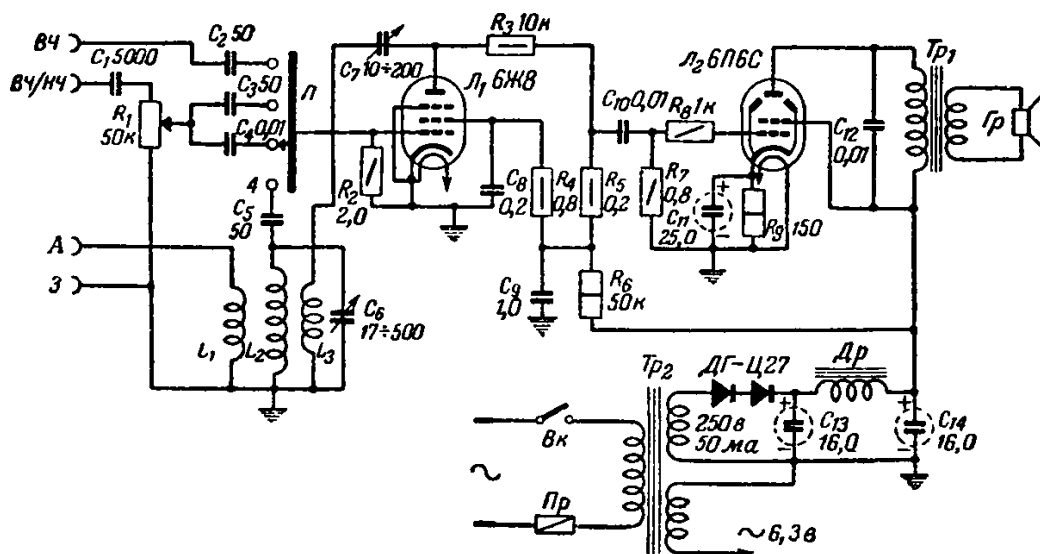 ВЧ
ВЧ/НЧ
C₁ 5000
C₂ 50
C₃ 50
C₄ 0,01
П
R₁
50к
4
C₅
50
А
З
L₁
L₂
L₃
C₆
17÷500
C₇ 10÷200
R₂
2,0
Л₁ 6Ж8
R₃ 10к
C₈
0,2
R₄
0,8
R₅
0,2
C₉
1,0
R₆
50к
C₁₀ 0,01
R₈ 1к
R₇
0,8
Л₂ 6П6С
+
C₁₁
25,0
−
R₉ 150
C₁₂
0,01
Тр₁
Гр
Вк
~
Пр
Тр₂
ДГ-Ц27
250в
50ма
Др
+
C₁₃
16,0
−
+
C₁₄
16,0
−
~6,3в